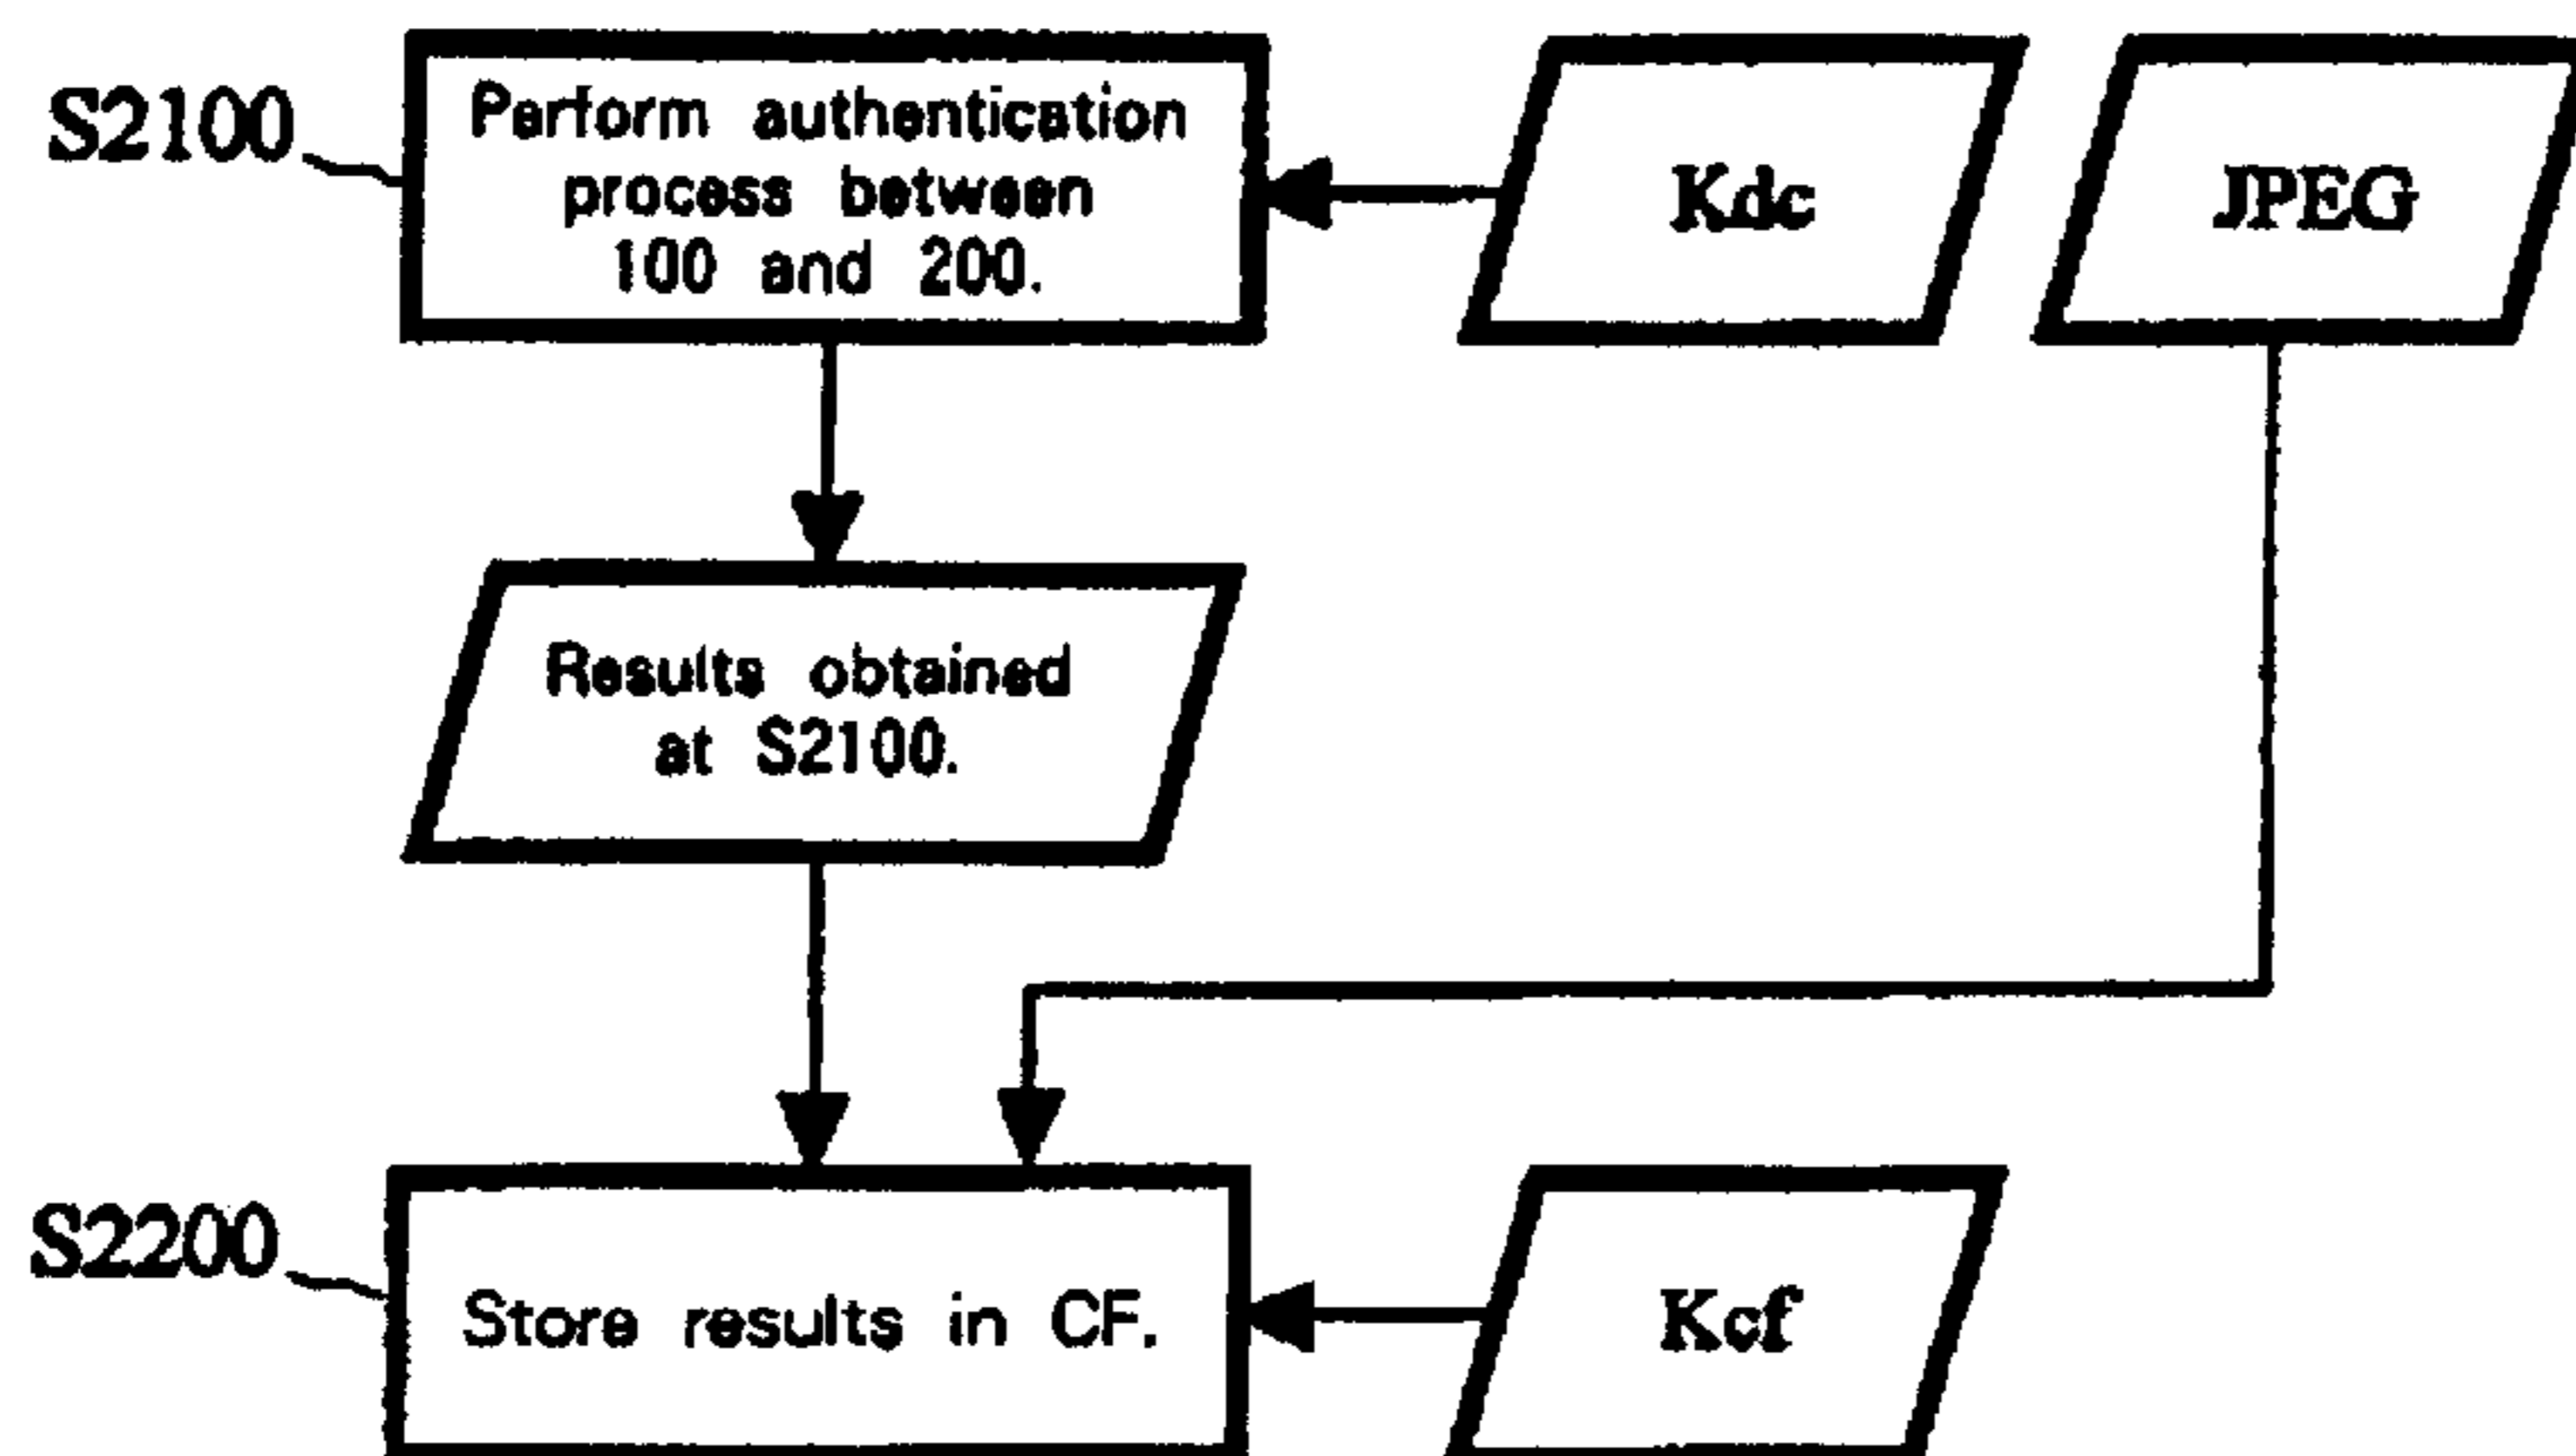 S2100
Perform authentication
process between
100 and 200.
Kdc
JPEG
Results obtained
at S2100.
S2200
Store results in CF.
Kcf